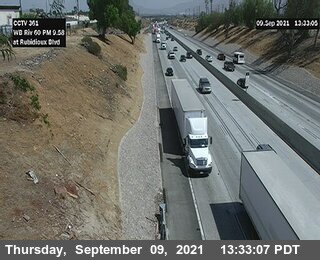 CCTV 361
WB Riv 60 PM 9.58
at Rubidioux Blvd
09.Sep 2021 13:33:05
Thursday, September 09, 2021 13:33:07 PDT